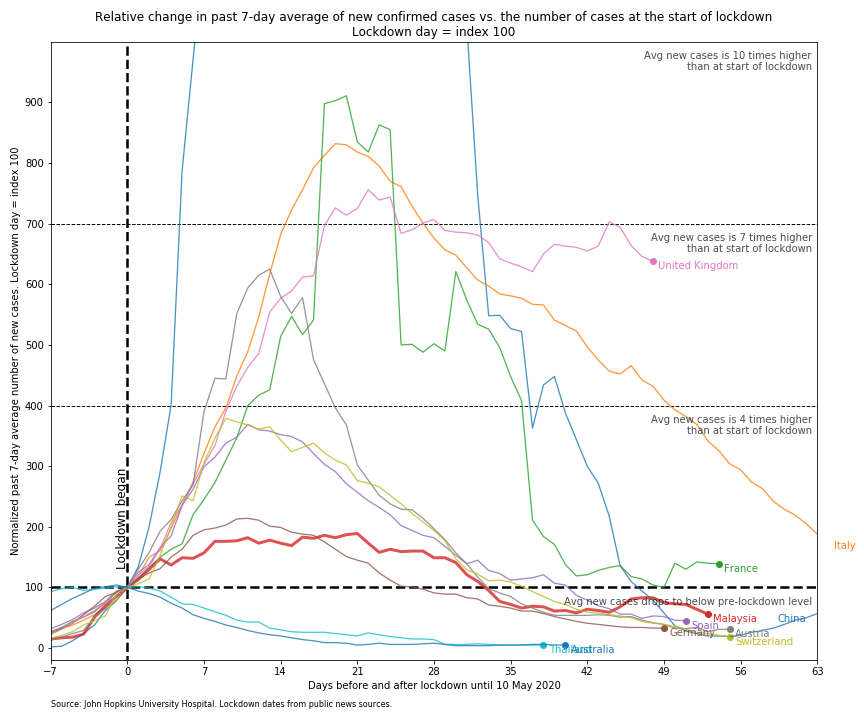 Relative change in past 7-day average of new confirmed cases vs. the number of cases at the start of lockdown
Lockdown day = index 100
Normalized past 7-day average number of new cases. Lockdown day = index 100
900
800
700
600
500
400
300
200
100
0
Avg new cases is 10 times higher
than at start of lockdown
Avg new cases is 7 times higher
than at start of lockdown
United Kingdom
Avg new cases is 4 times higher
than at start of lockdown
Lockdown began
Italy
France
Avg new cases drops to below pre-lockdown level
Malaysia
China
Spain
Germany
Austria
Switzerland
Thailand
Australia
−7
0
7
14
21
28
35
42
49
56
63
Days before and after lockdown until 10 May 2020
Source: John Hopkins University Hospital. Lockdown dates from public news sources.